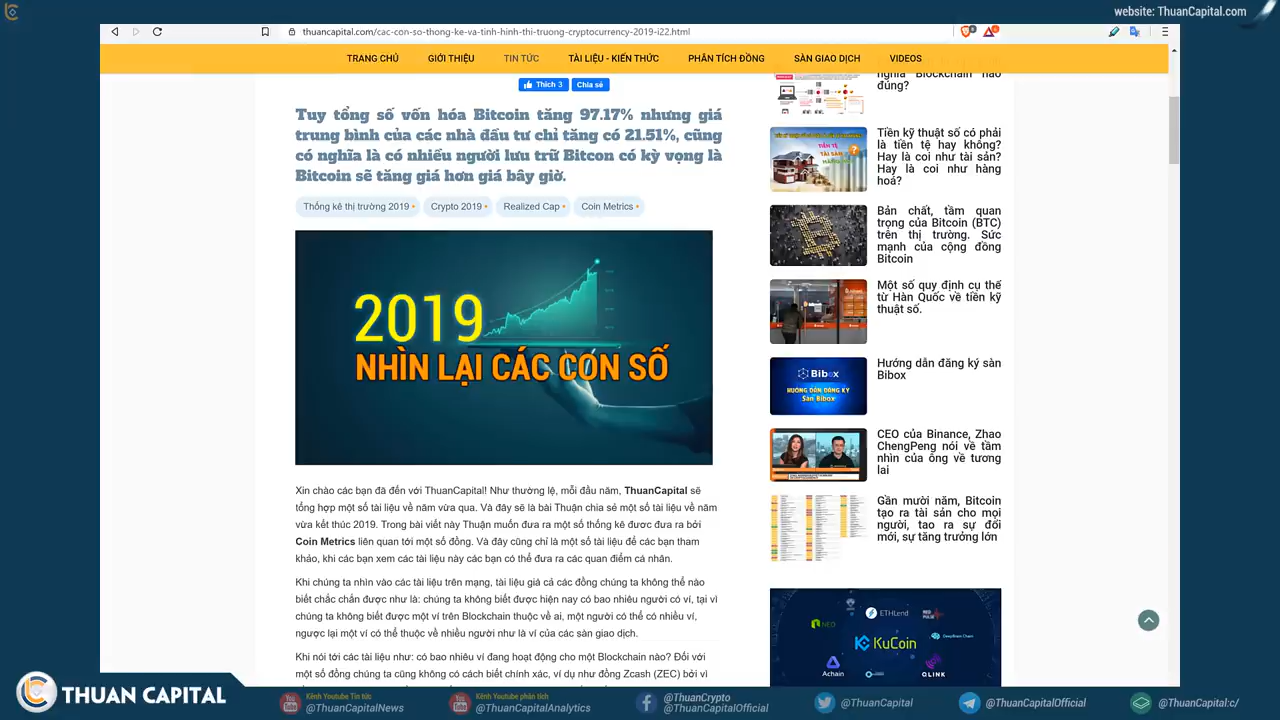 website: Thuancapital.com
thuancapital.com/cac-con-so-thong-ke-va-tinh-hinh-thi-truong-cryptocurrency-2019-i22.html
TRANG CHỦ GIỚI THIỆU TIN TỨC TÀI LIỆU - KIẾN THỨC PHÂN TÍCH ĐỒNG SÀN GIAO DỊCH VIDEOS
Thích 3 Chia sẻ
Tuy tổng số vốn hóa Bitcoin tăng 97.17% nhưng giá
trung bình của các nhà đầu tư chỉ tăng có 21.51%, cũng
có nghĩa là có nhiều người lưu trữ Bitcon có kỳ vọng là
Bitcoin sẽ tăng giá hơn giá bây giờ.
Thống kê thị trường 2019 Crypto 2019 Realized Cap Coin Metrics
2019
NHÌN LẠI CÁC CON SỐ
Xin chào các bạn đã đến với ThuanCapital! Như thường lệ, mỗi đầu năm, ThuanCapital sẽ
tổng hợp một số tài liệu về năm vừa qua. Và đây sẽ là bài Thuận chia sẻ một số tài liệu về năm
vừa kết thúc 2019. Trong bài viết này Thuận muốn đưa ra một số thống kê được đưa ra bởi
Coin Metrics liên quan tới một số đồng. Và đây cũng chỉ là một số tài liệu để các bạn tham
khảo, khi các bạn xem các tài liệu này các bạn có thể đưa ra các quan điểm cá nhân.
Khi chúng ta nhìn vào các tài liệu trên mạng, tài liệu giá cả các đồng chúng ta không thể nào
biết chắc chắn được như là: chúng ta không biết được hiện nay có bao nhiêu người có ví, tại vì
chúng ta không biết được một ví trên Blockchain thuộc về ai, một người có thể có nhiều ví,
ngược lại một ví có thể thuộc về nhiều người như là ví của các sàn giao dịch.
Khi nói tới các tài liệu như: có bao nhiêu ví đang hoạt động cho một Blockchain nào? Đối với
một số đồng chúng ta cũng không có cách biết chính xác, ví dụ như đồng Zcash (ZEC) bởi vì
nghĩa Blockchain nào
đúng?
Tiền kỹ thuật số có phải
là tiền tệ hay không?
Hay là coi như tài sản?
Hay là coi như hàng
hoá?
TIỀN TỆ
Bản chất, tầm quan
trọng của Bitcoin (BTC)
trên thị trường. Sức
mạnh của cộng đồng
Bitcoin
Một số quy định cụ thể
từ Hàn Quốc về tiền kỹ
thuật số.
Bibox
HƯỚNG DẪN ĐĂNG KÝ
Sàn Bibox
Hướng dẫn đăng ký sàn
Bibox
CEO của Binance, Zhao
ChengPeng nói về tầm
nhìn của ông về tương
lai
Gần mười năm, Bitcoin
tạo ra tài sản cho mọi
người, tạo ra sự đổi
mới, sự tăng trưởng lớn
ETHLend
NEO
KuCoin
DeepBrain Chain
Achain
QLINK
THUAN CAPITAL
Kênh Youtube Tin tức
@ThuanCapitalNews
Kênh Youtube phân tích
@ThuanCapitalAnalytics
@ThuanCrypto
@ThuanCapitalOfficial
@ThuanCapital
@ThuanCapitalOfficial
@ThuanCapital:c/